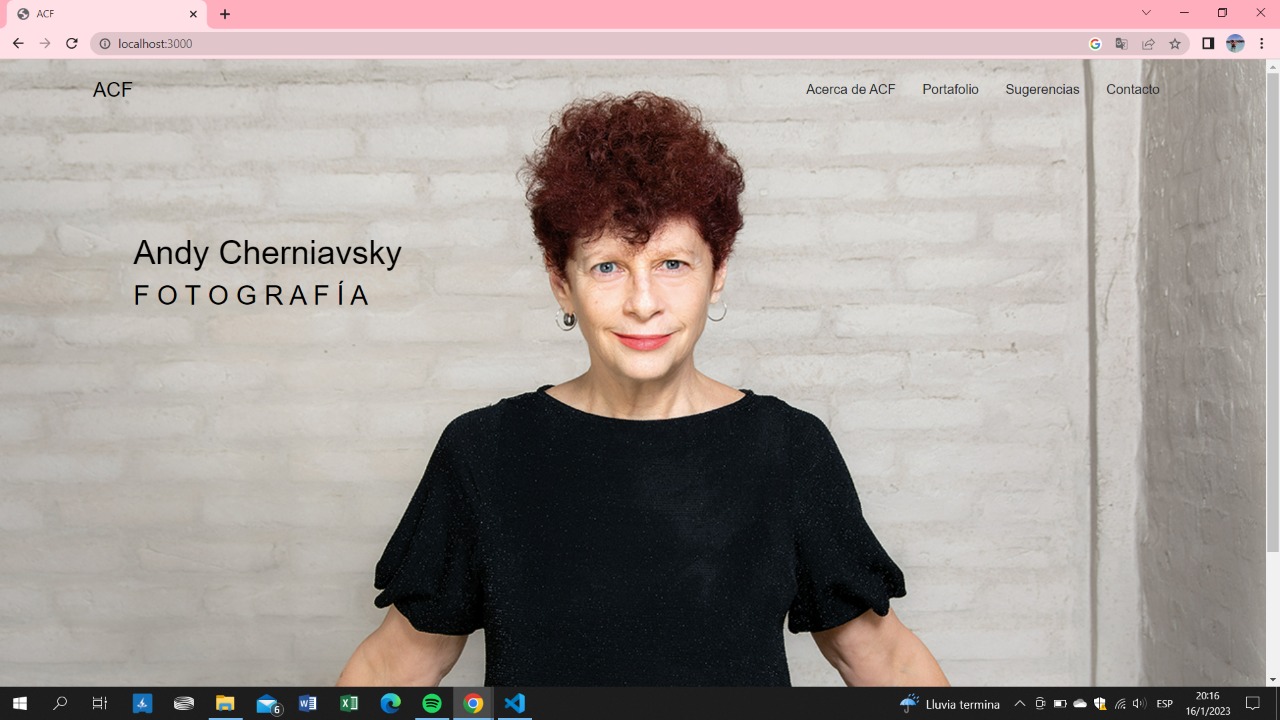 ACF
localhost:3000
ACF
Acerca de ACF Portafolio Sugerencias Contacto
Andy Cherniavsky
FOTOGRAFÍA
6
Lluvia termina
ESP
20:16
16/1/2023